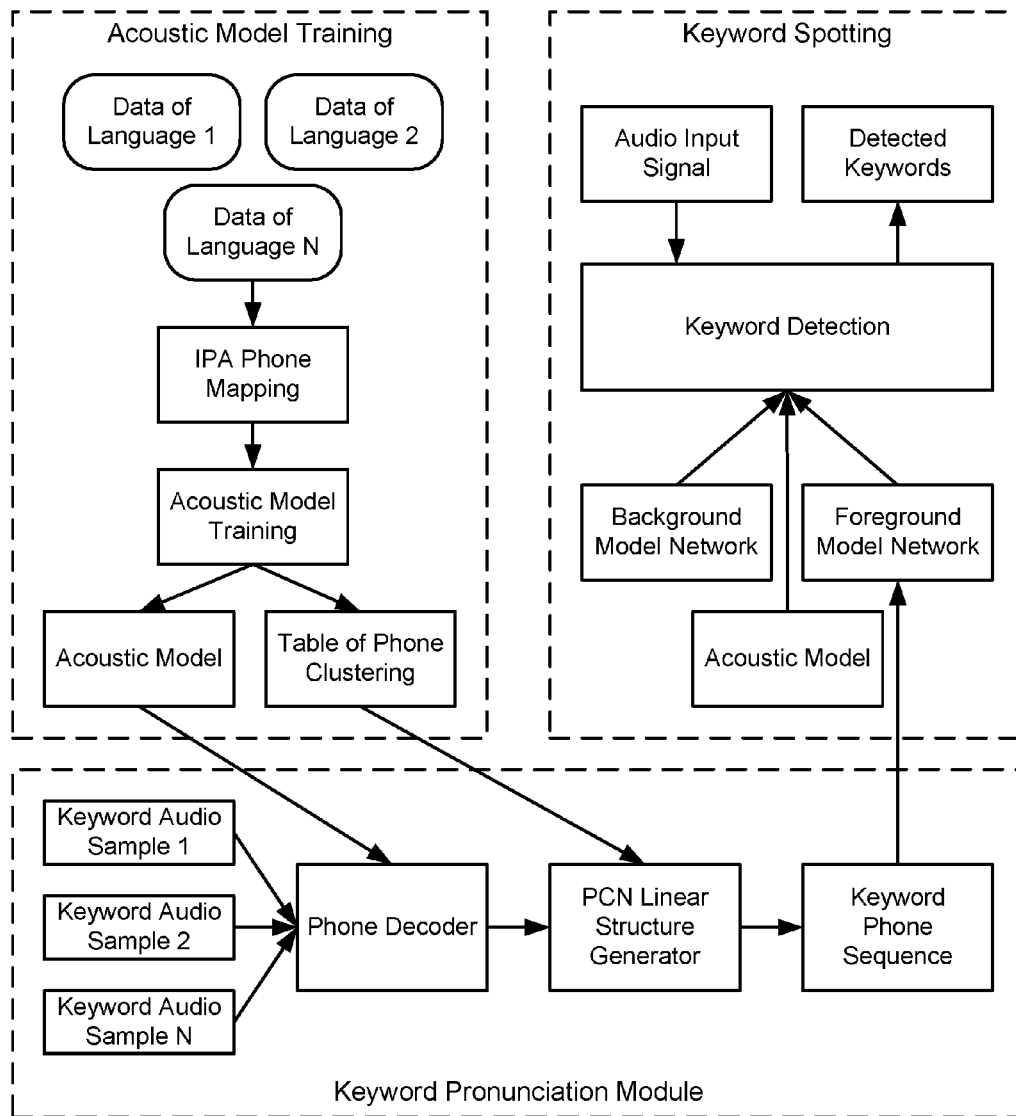 Acoustic Model Training
Data of
Language 1
Data of
Language 2
Data of
Language N
IPA Phone
Mapping
Acoustic Model
Training
Acoustic Model
Table of Phone
Clustering
Keyword Spotting
Audio Input
Signal
Detected
Keywords
Keyword Detection
Background
Model Network
Foreground
Model Network
Acoustic Model
Keyword Audio
Sample 1
Keyword Audio
Sample 2
Keyword Audio
Sample N
Phone Decoder
PCN Linear
Structure
Generator
Keyword
Phone
Sequence
Keyword Pronunciation Module